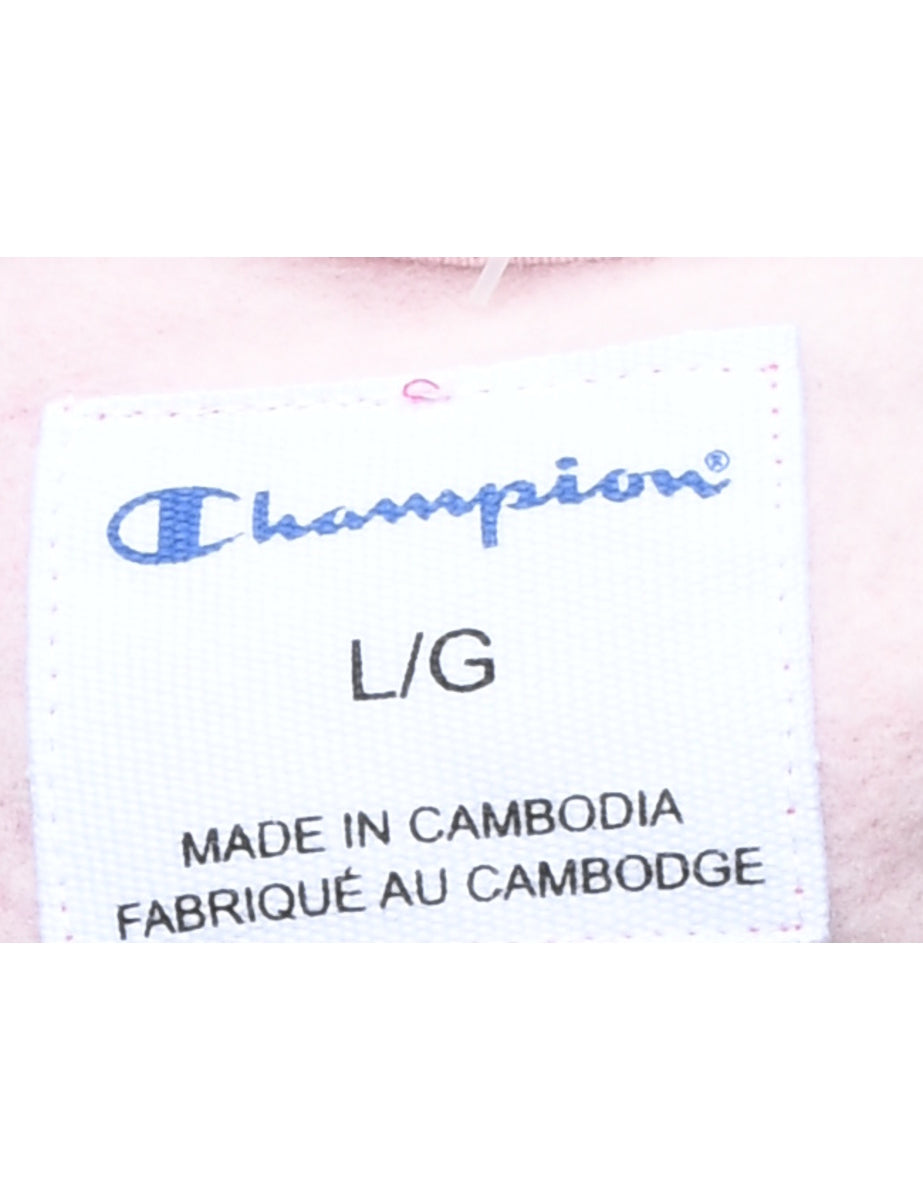 Champion®
L/G
MADE IN CAMBODIA
FABRIQUÉ AU CAMBODGE